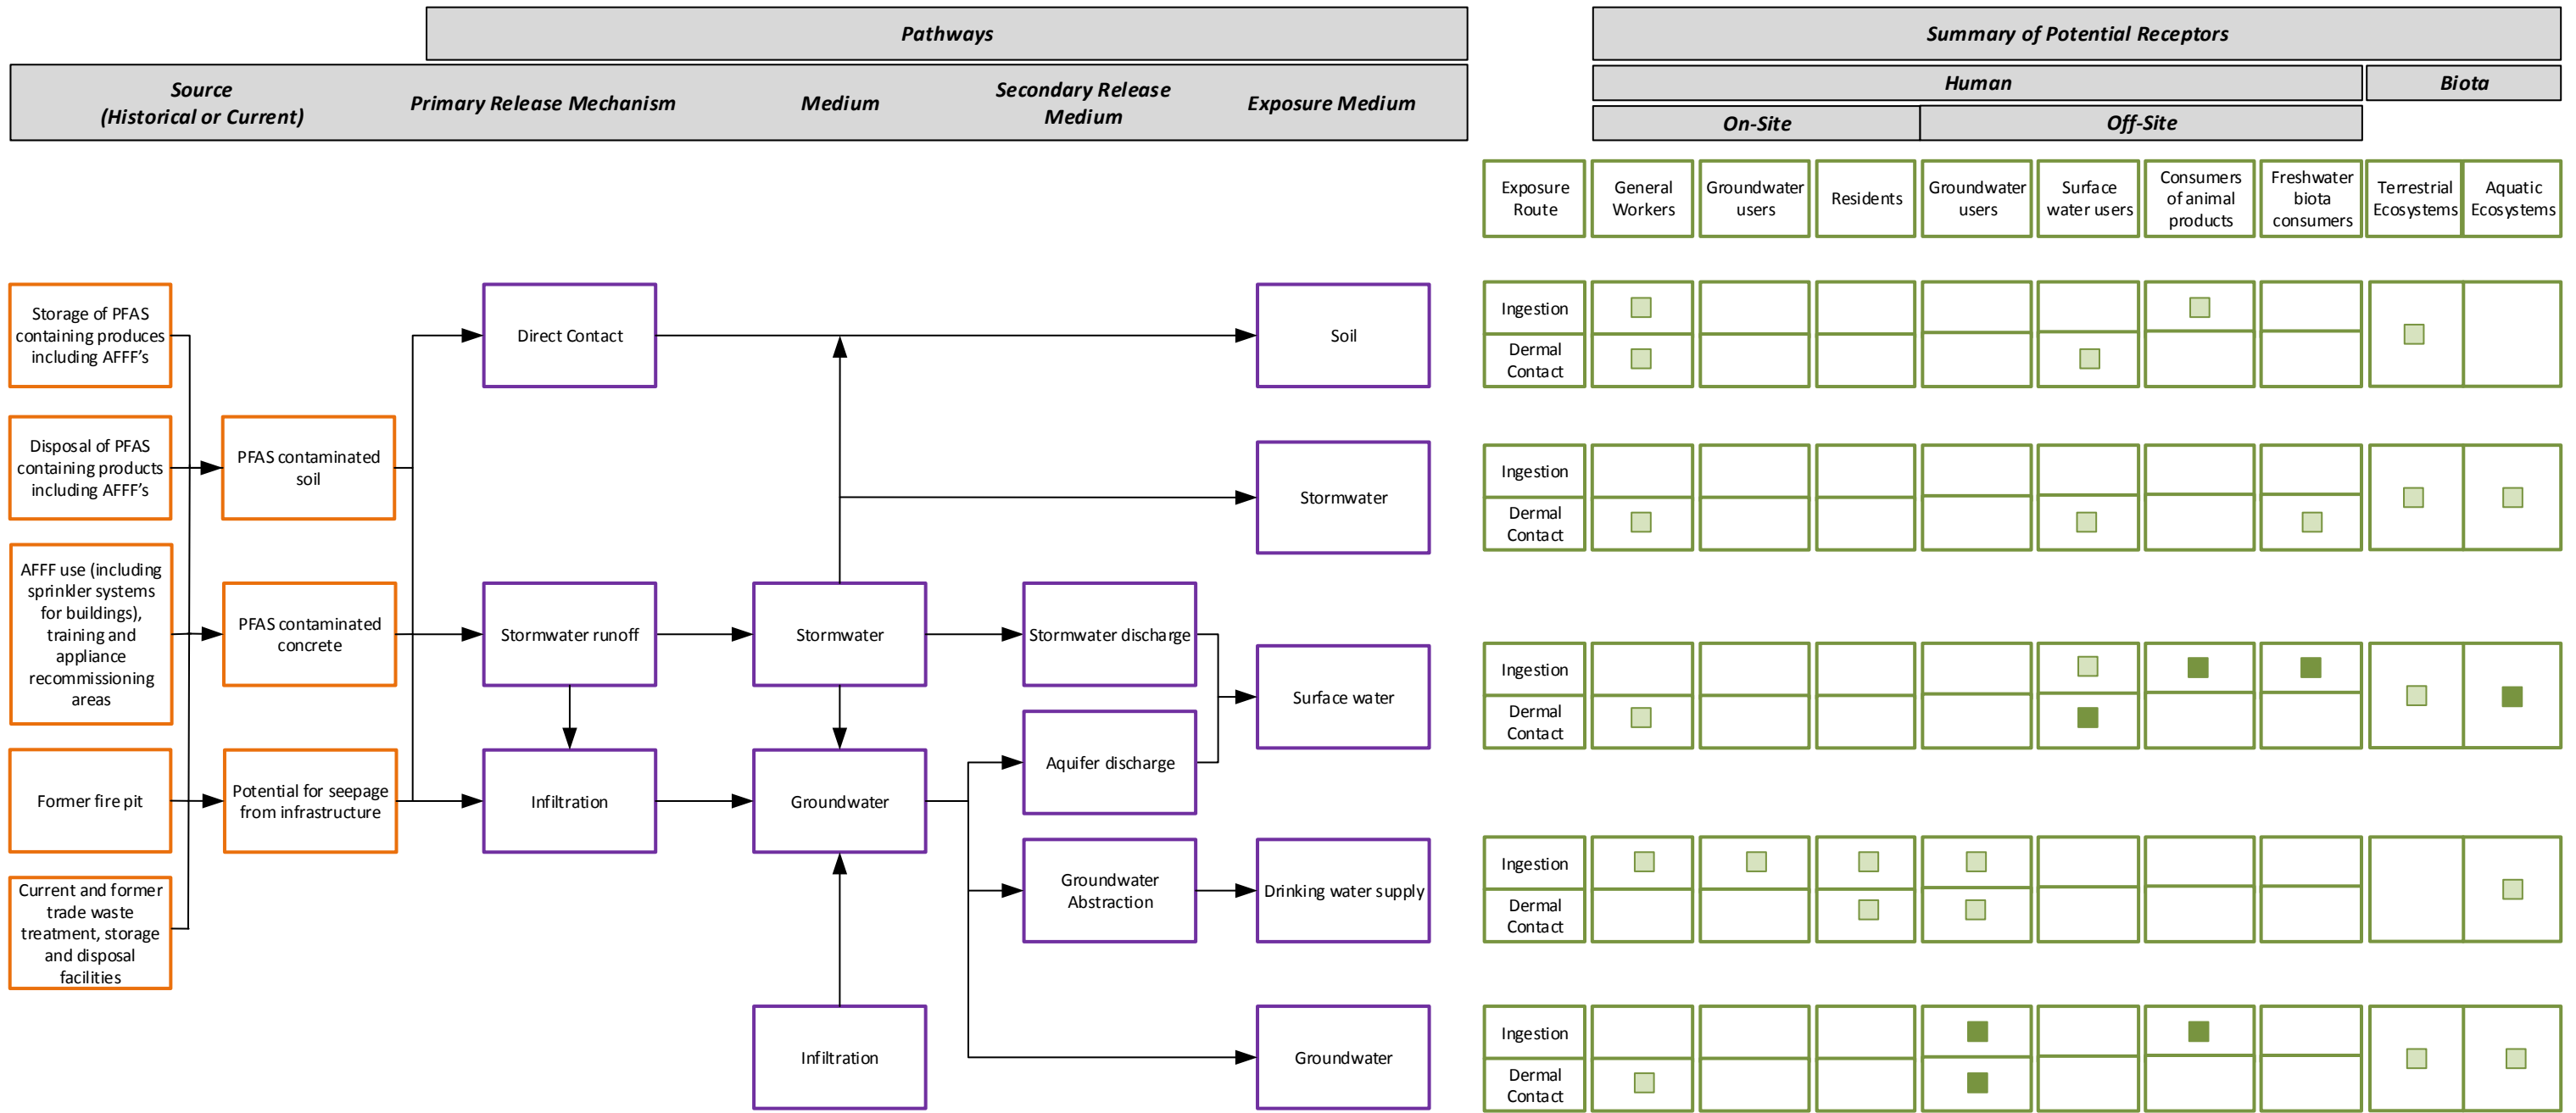 Pathways
Summary of Potential Receptors
Source
(Historical or Current)
Primary Release Mechanism
Medium
Secondary Release
Medium
Exposure Medium
Human
Biota
On-Site
Off-Site
Exposure
Route
General
Workers
Groundwater
users
Residents
Groundwater
users
Surface
water users
Consumers
of animal
products
Freshwater
biota
consumers
Terrestrial
Ecosystems
Aquatic
Ecosystems
Storage of PFAS
containing produces
including AFFF's
Direct Contact
Soil
Ingestion
Dermal
Contact
Disposal of PFAS
containing products
including AFFF's
PFAS contaminated
soil
Stormwater
Ingestion
Dermal
Contact
AFFF use (including
sprinkler systems
for buildings),
training and
appliance
recommissioning
areas
PFAS contaminated
concrete
Stormwater runoff
Stormwater
Stormwater discharge
Surface water
Ingestion
Dermal
Contact
Aquifer discharge
Former fire pit
Potential for seepage
from infrastructure
Infiltration
Groundwater
Groundwater
Abstraction
Drinking water supply
Ingestion
Dermal
Contact
Current and former
trade waste
treatment, storage
and disposal
facilities
Infiltration
Groundwater
Ingestion
Dermal
Contact